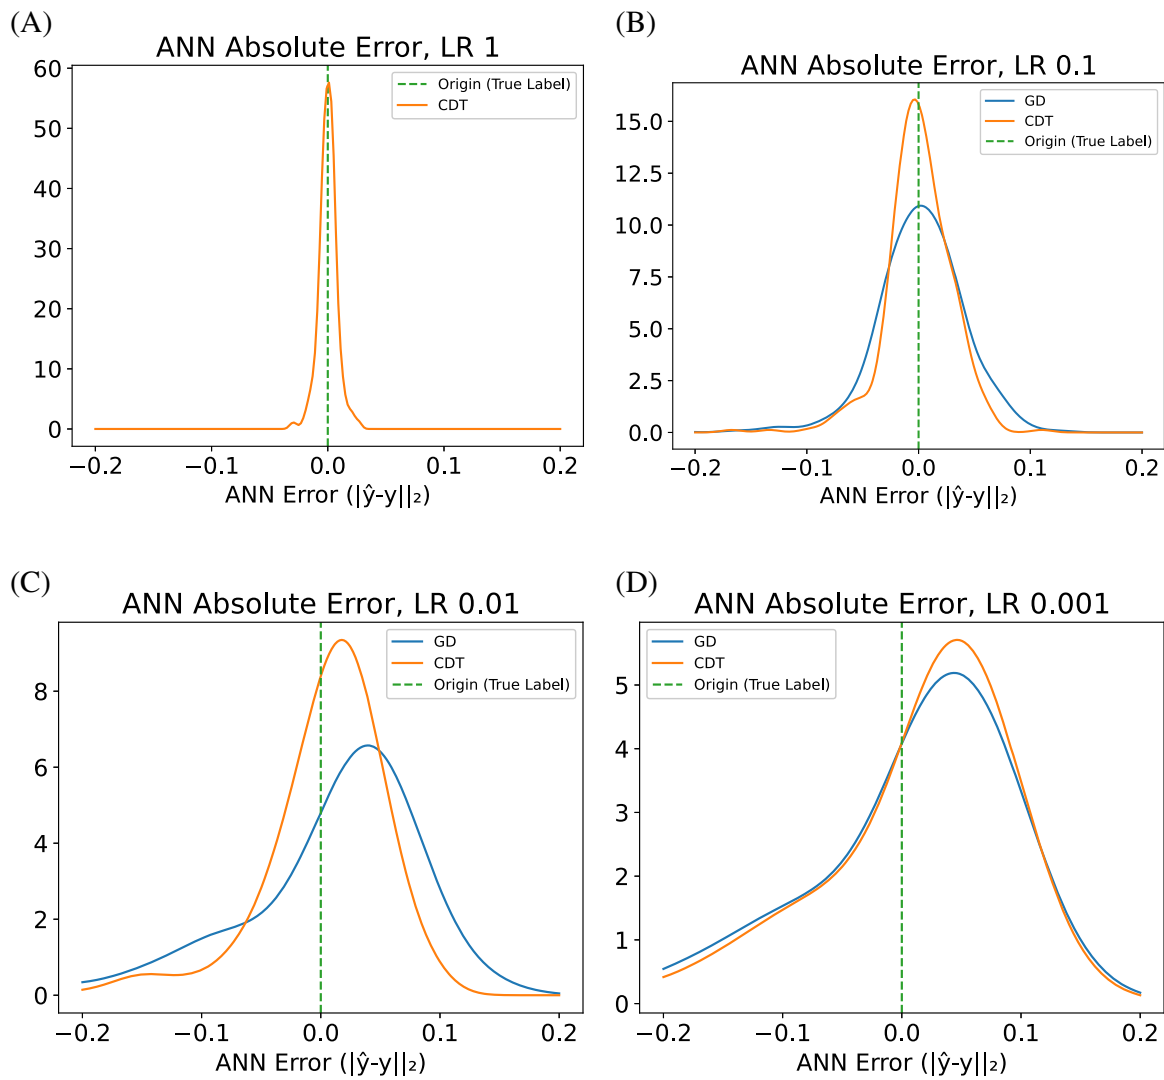 (A)
ANN Absolute Error, LR 1
Origin (True Label)
CDT
60
50
40
30
20
10
0
−0.2 −0.1 0.0 0.1 0.2
ANN Error (|ŷ-y||₂)
(B)
ANN Absolute Error, LR 0.1
GD
CDT
Origin (True Label)
15.0
12.5
10.0
7.5
5.0
2.5
0.0
−0.2 −0.1 0.0 0.1 0.2
ANN Error (|ŷ-y||₂)
(C)
ANN Absolute Error, LR 0.01
GD
CDT
Origin (True Label)
8
6
4
2
0
−0.2 −0.1 0.0 0.1 0.2
ANN Error (|ŷ-y||₂)
(D)
ANN Absolute Error, LR 0.001
GD
CDT
Origin (True Label)
5
4
3
2
1
0
−0.2 −0.1 0.0 0.1 0.2
ANN Error (|ŷ-y||₂)